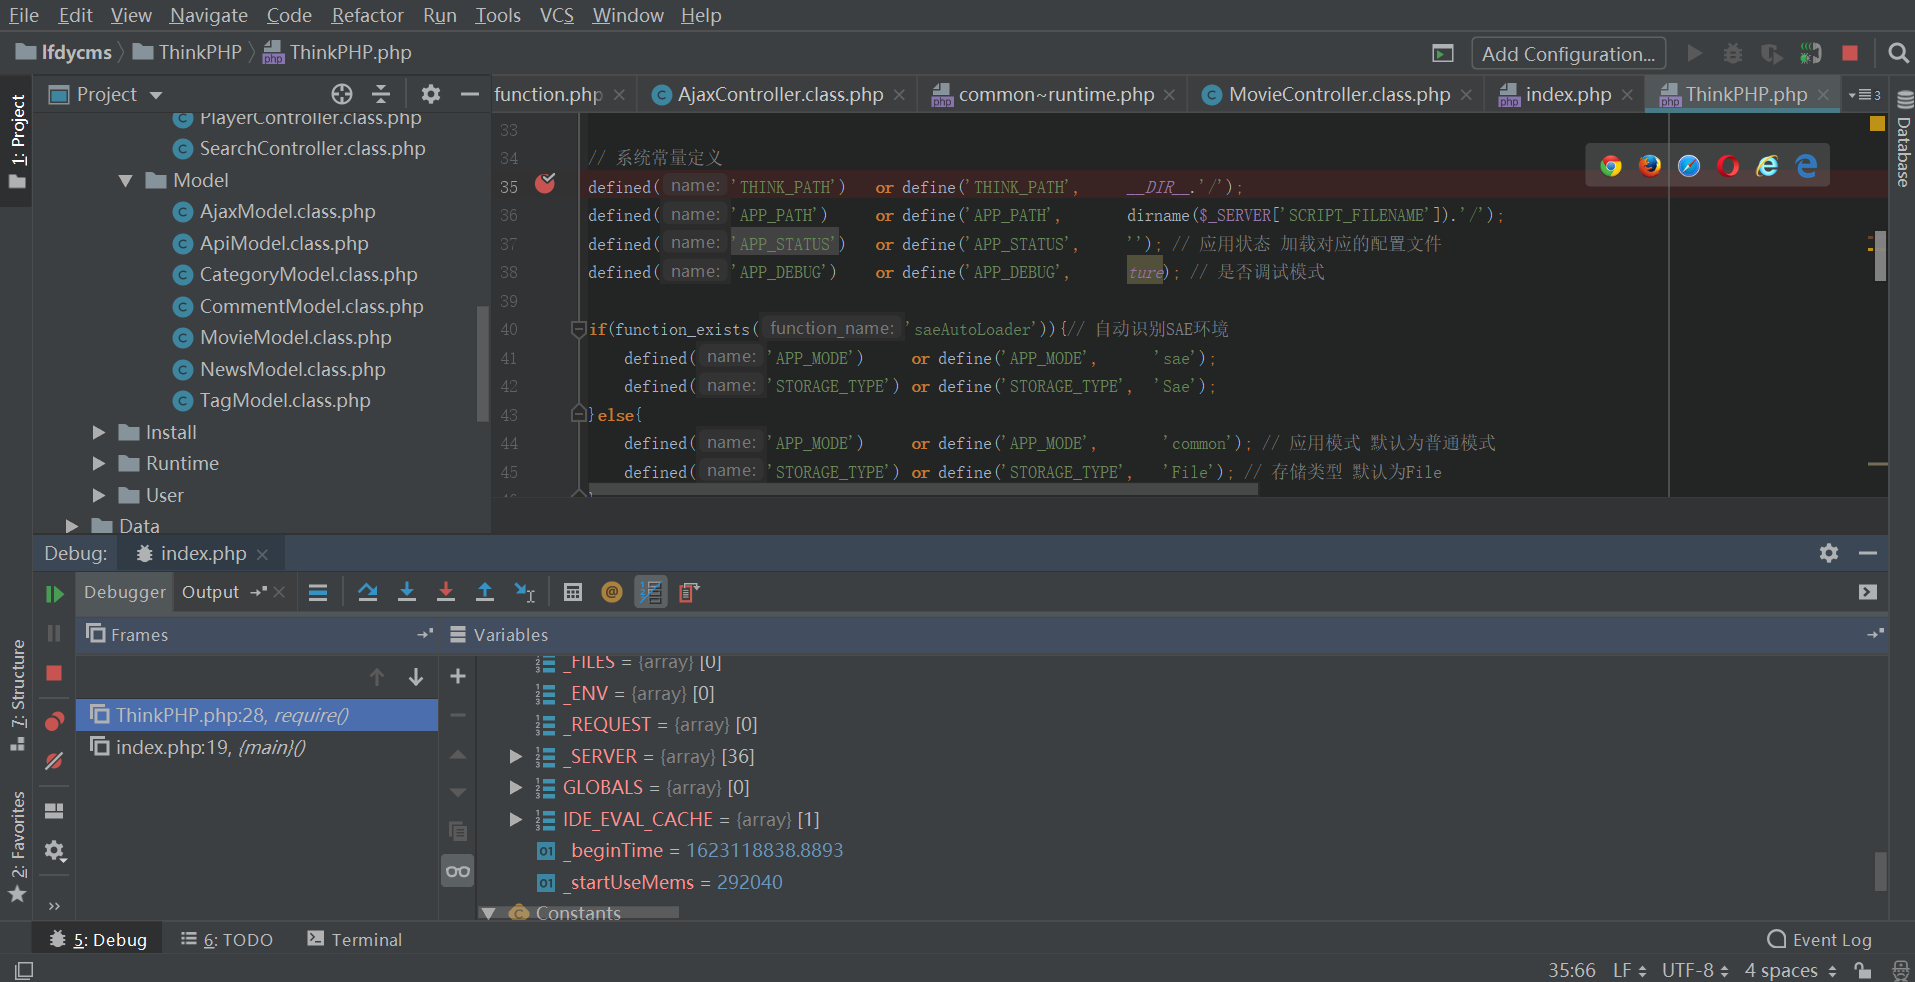 File Edit View Navigate Code Refactor Run Tools VCS Window Help
lfdycms ThinkPHP ThinkPHP.php
Add Configuration...
Project
function.php AjaxController.class.php common~runtime.php MovieController.class.php index.php ThinkPHP.php 3
1: Project
Database
PlayerController.class.php
SearchController.class.php
Model
AjaxModel.class.php
ApiModel.class.php
CategoryModel.class.php
CommentModel.class.php
MovieModel.class.php
NewsModel.class.php
TagModel.class.php
Install
Runtime
User
Data
33
34 // 系统常量定义
35 defined( name: 'THINK_PATH') or define('THINK_PATH', __DIR__.'/');
36 defined( name: 'APP_PATH') or define('APP_PATH', dirname($_SERVER['SCRIPT_FILENAME']).'/');
37 defined( name: 'APP_STATUS') or define('APP_STATUS', ''); // 应用状态 加载对应的配置文件
38 defined( name: 'APP_DEBUG') or define('APP_DEBUG', ture); // 是否调试模式
39
40 if(function_exists( function_name: 'saeAutoLoader')){// 自动识别SAE环境
41 defined( name: 'APP_MODE') or define('APP_MODE', 'sae');
42 defined( name: 'STORAGE_TYPE') or define('STORAGE_TYPE', 'Sae');
43 }else{
44 defined( name: 'APP_MODE') or define('APP_MODE', 'common'); // 应用模式 默认为普通模式
45 defined( name: 'STORAGE_TYPE') or define('STORAGE_TYPE', 'File'); // 存储类型 默认为File
Debug: index.php
Debugger Output
Frames
Variables
ThinkPHP.php:28, require()
index.php:19, {main}()
_FILES = {array} [0]
_ENV = {array} [0]
_REQUEST = {array} [0]
_SERVER = {array} [36]
GLOBALS = {array} [0]
IDE_EVAL_CACHE = {array} [1]
_beginTime = 1623118838.8893
_startUseMems = 292040
Constants
7: Structure
2: Favorites
5: Debug 6: TODO Terminal Event Log
35:66 LF UTF-8 4 spaces